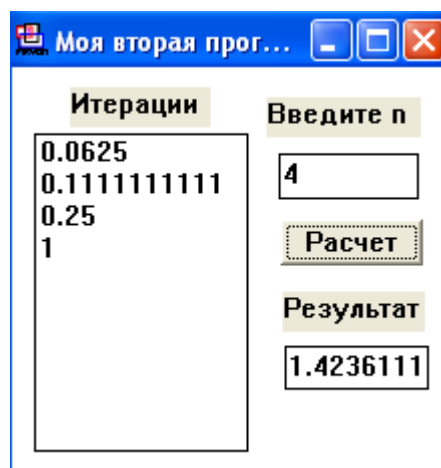 Моя вторая прог...
Итерации
0.0625
0.1111111111
0.25
1
Введите n
4
Расчет
Результат
1.4236111